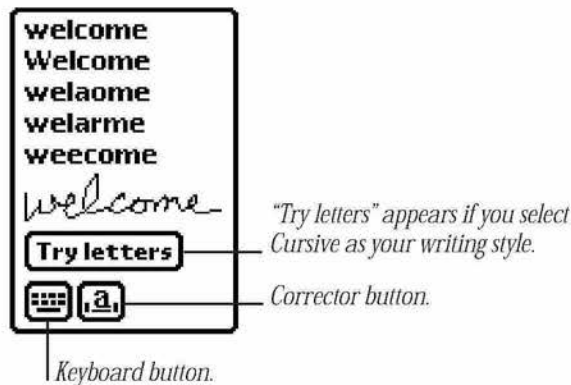 welcome
Welcome
welaome
welarme
weecome
welcome
Try letters
"Try letters" appears if you select
Cursive as your writing style.
a
Corrector button.
Keyboard button.